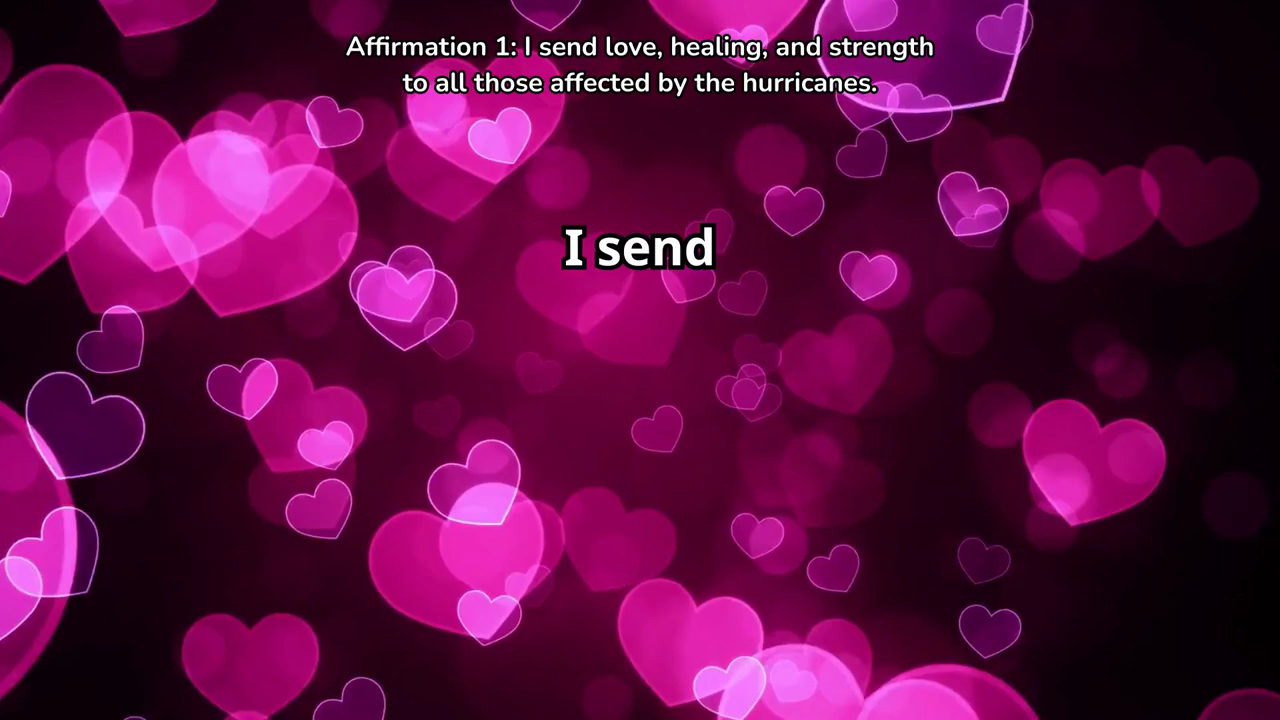 Affirmation 1: I send love, healing, and strength
to all those affected by the hurricanes.
I send